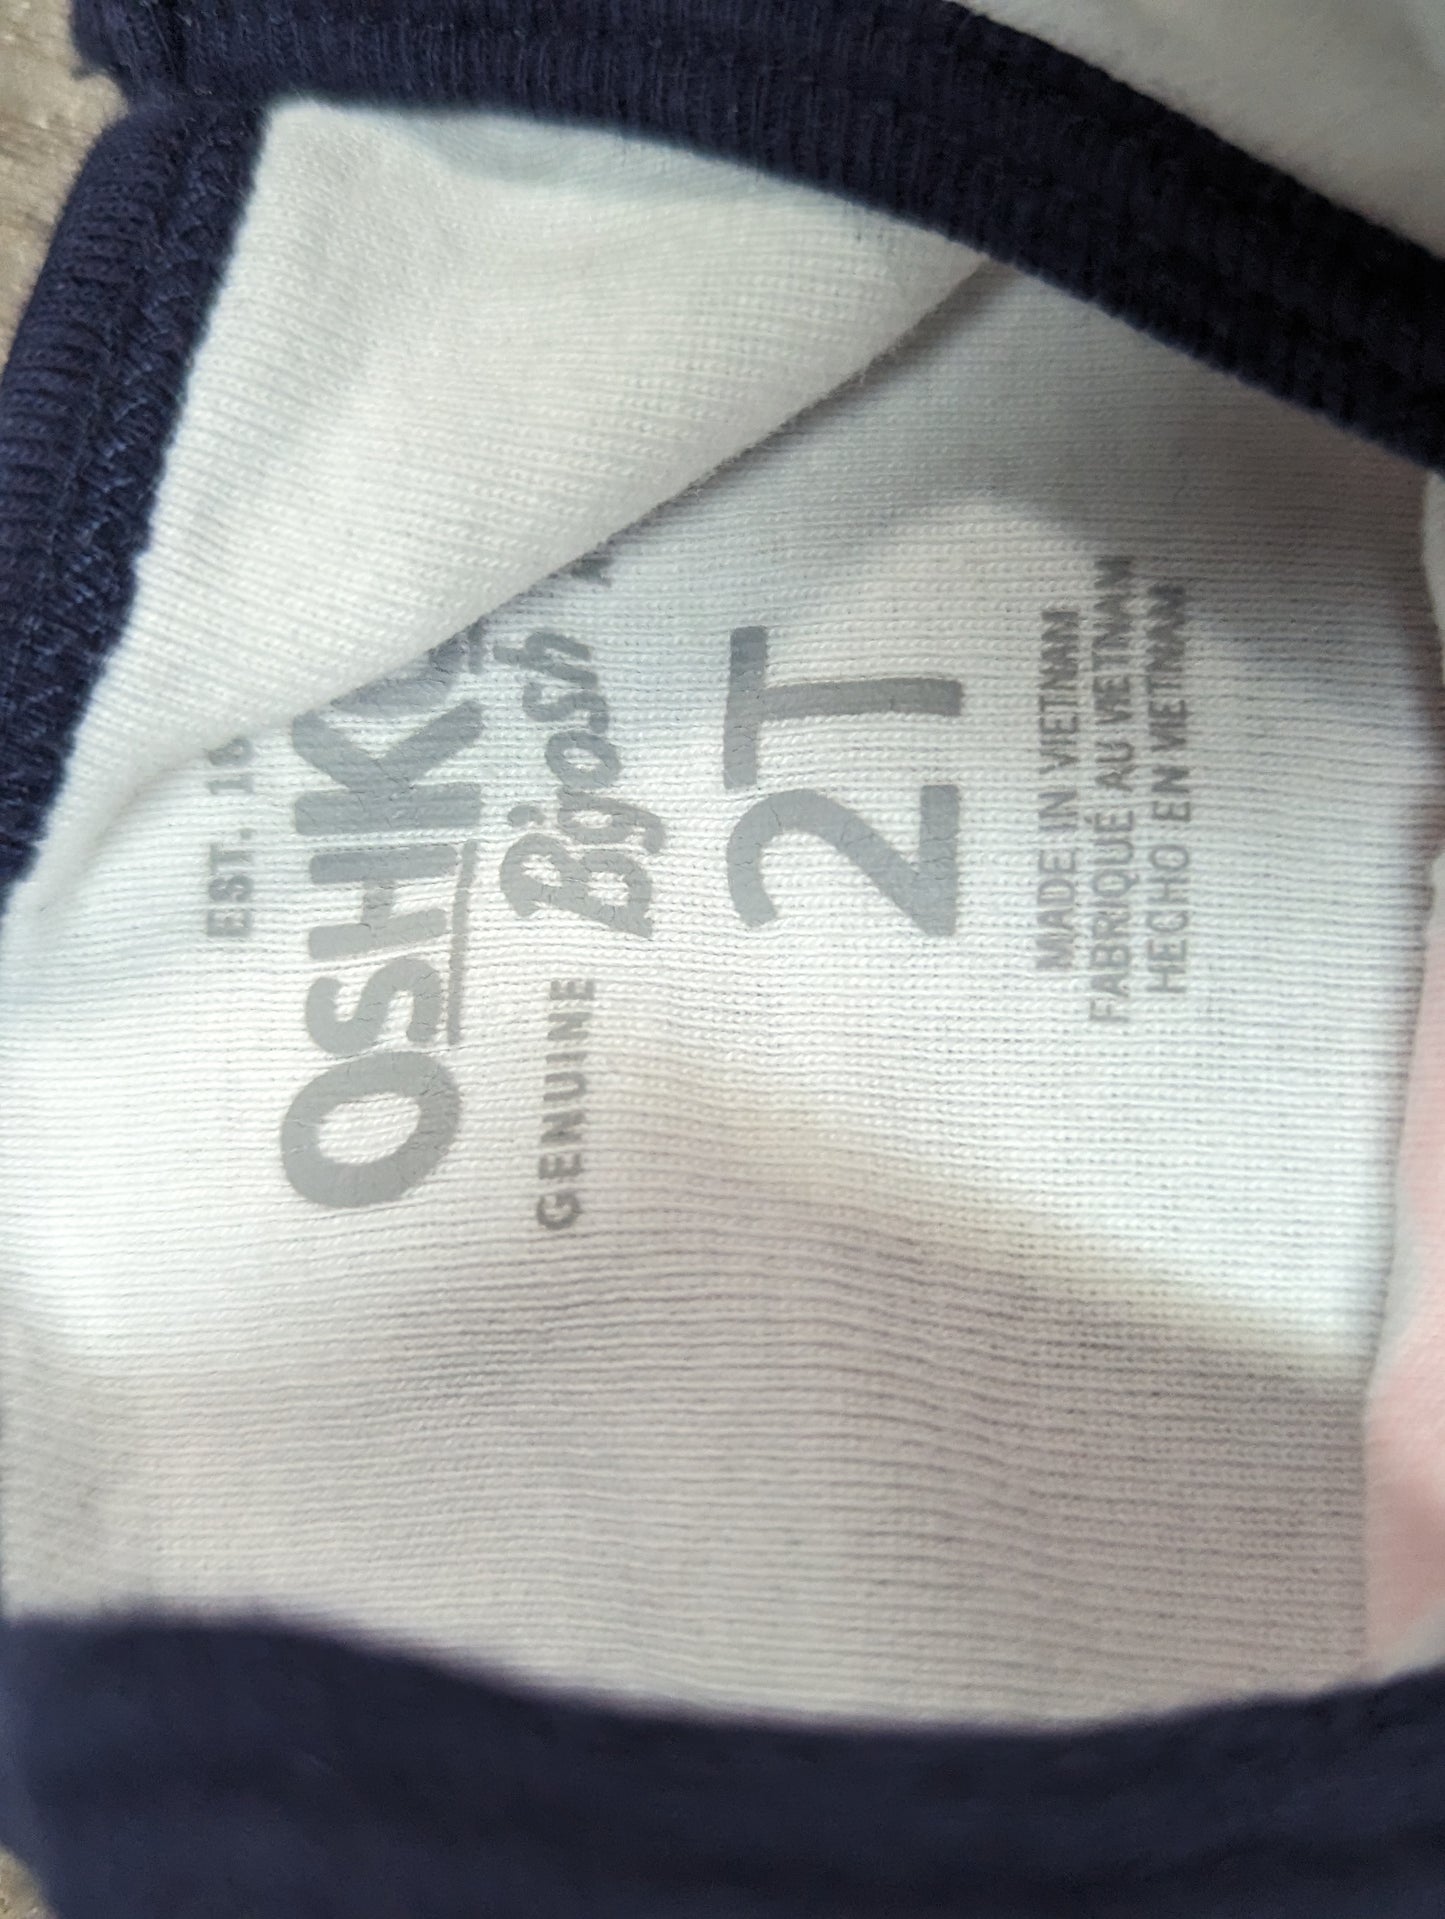 EST. 18
OSHK
GENUINE B'gosh
2T
MADE IN VIETNAM
FABRIQUÉ AU VIETNAM
HECHO EN VIETNAM